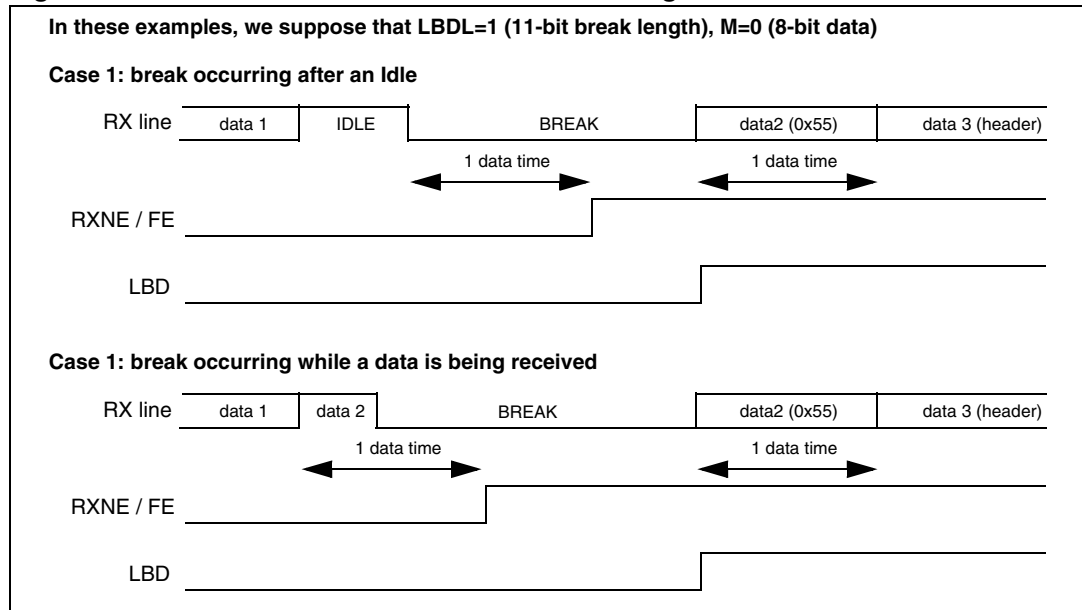 In these examples, we suppose that LBDL=1 (11-bit break length), M=0 (8-bit data)
Case 1: break occurring after an Idle
RX line data 1 IDLE BREAK data2 (0x55) data 3 (header)
1 data time 1 data time
RXNE / FE
LBD
Case 1: break occurring while a data is being received
RX line data 1 data 2 BREAK data2 (0x55) data 3 (header)
1 data time 1 data time
RXNE / FE
LBD